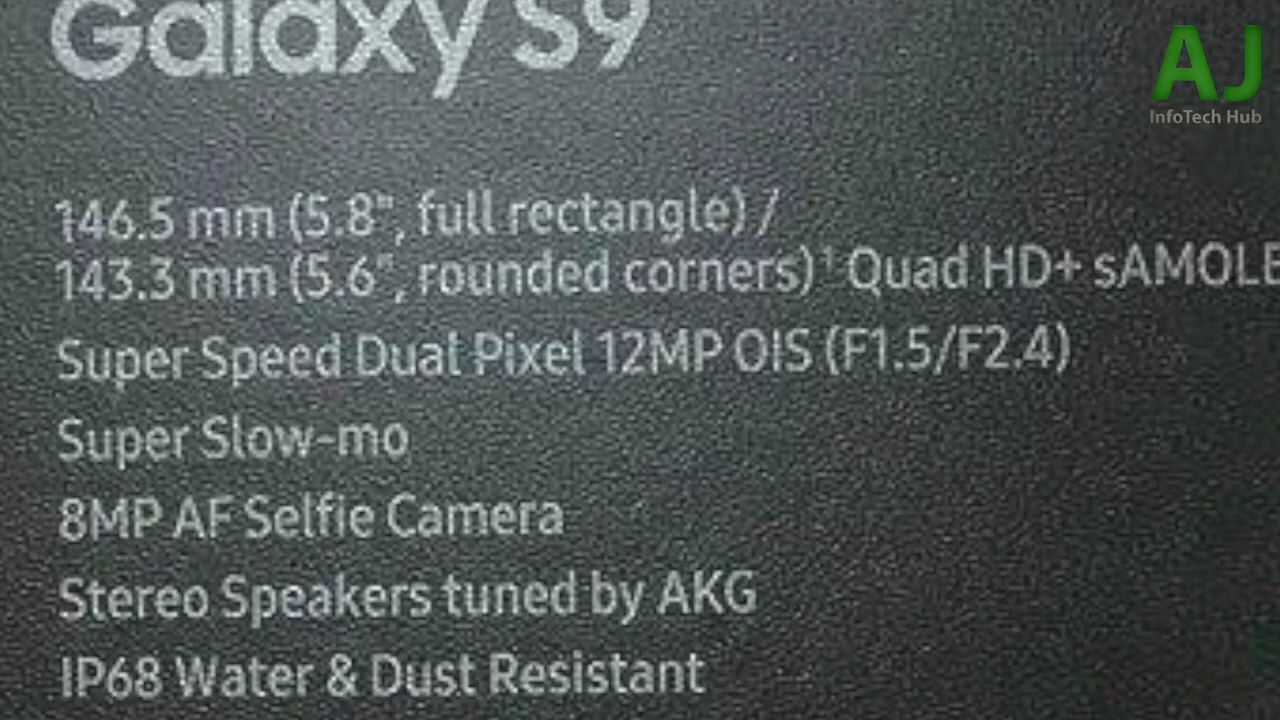 Galaxy S9
AJ
InfoTech Hub
146.5 mm (5.8", full rectangle) /
143.3 mm (5.6", rounded corners)¹ Quad HD+ sAMOLE
Super Speed Dual Pixel 12MP OIS (F1.5/F2.4)
Super Slow-mo
8MP AF Selfie Camera
Stereo Speakers tuned by AKG
IP68 Water & Dust Resistant